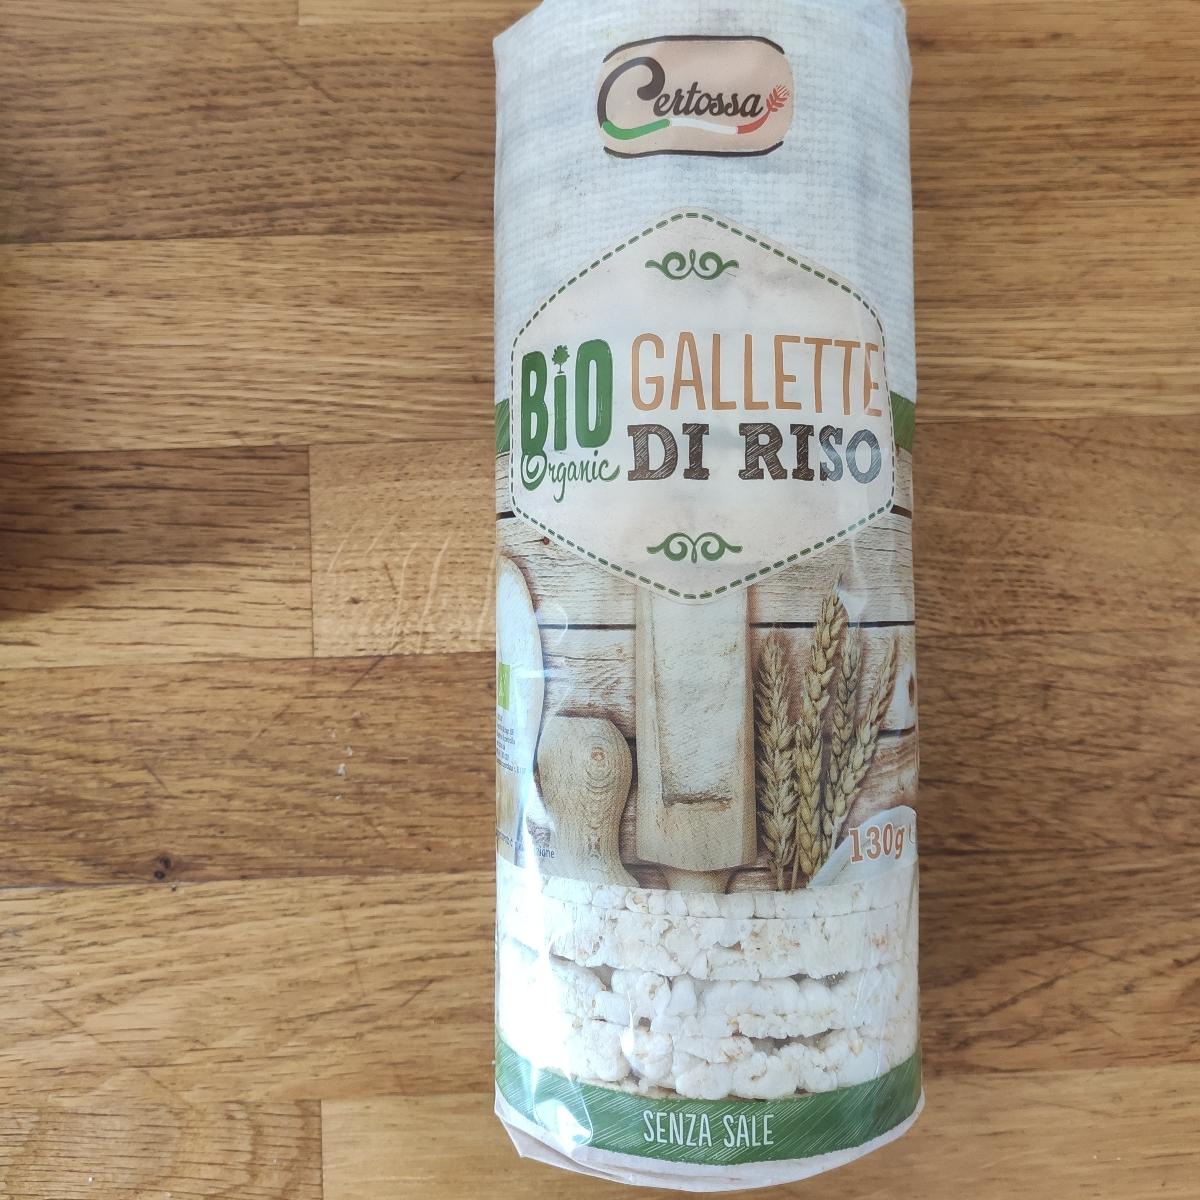 Certossa
BiO
Organic
GALLETTE
DI RISO
130g
SENZA SALE